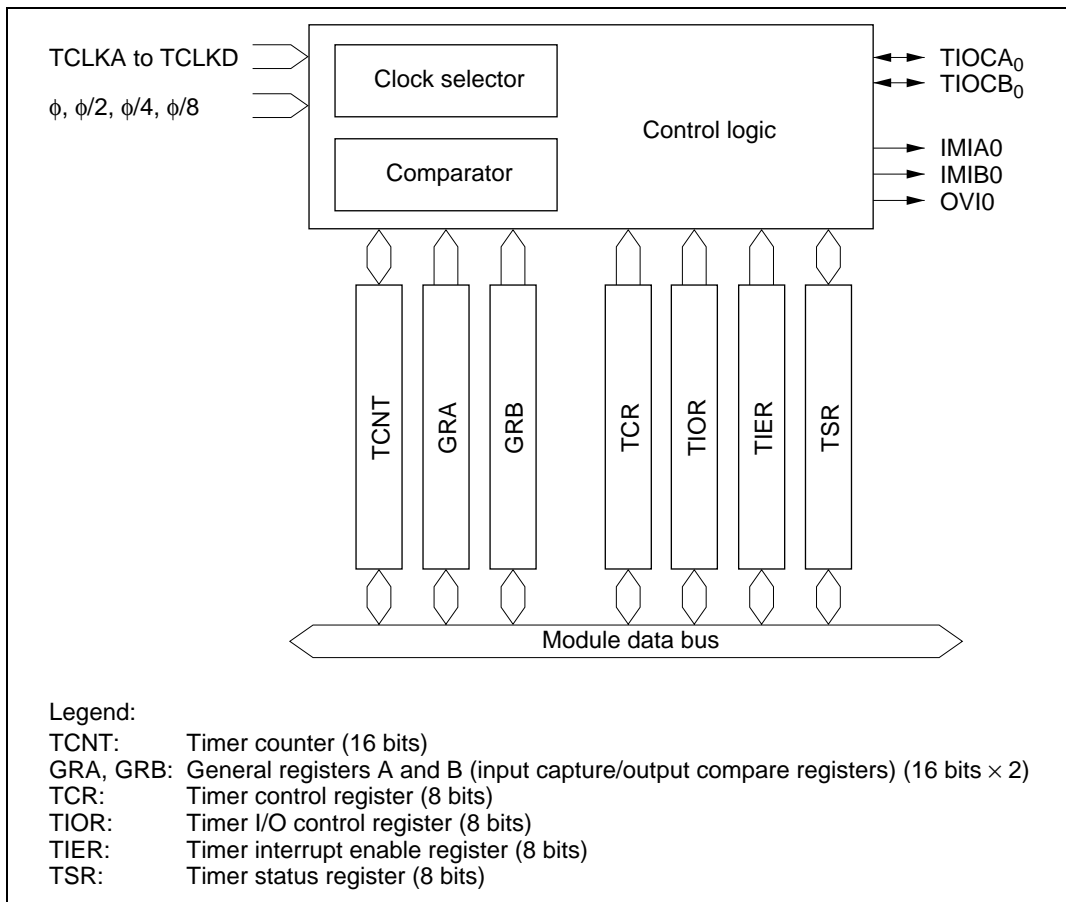 TCLKA to TCLKD
ϕ, ϕ/2, ϕ/4, ϕ/8
Clock selector
Comparator
Control logic
TIOCA₀
TIOCB₀
IMIA0
IMIB0
OVI0
TCNT
GRA
GRB
TCR
TIOR
TIER
TSR
Module data bus
Legend:
TCNT: Timer counter (16 bits)
GRA, GRB: General registers A and B (input capture/output compare registers) (16 bits × 2)
TCR: Timer control register (8 bits)
TIOR: Timer I/O control register (8 bits)
TIER: Timer interrupt enable register (8 bits)
TSR: Timer status register (8 bits)